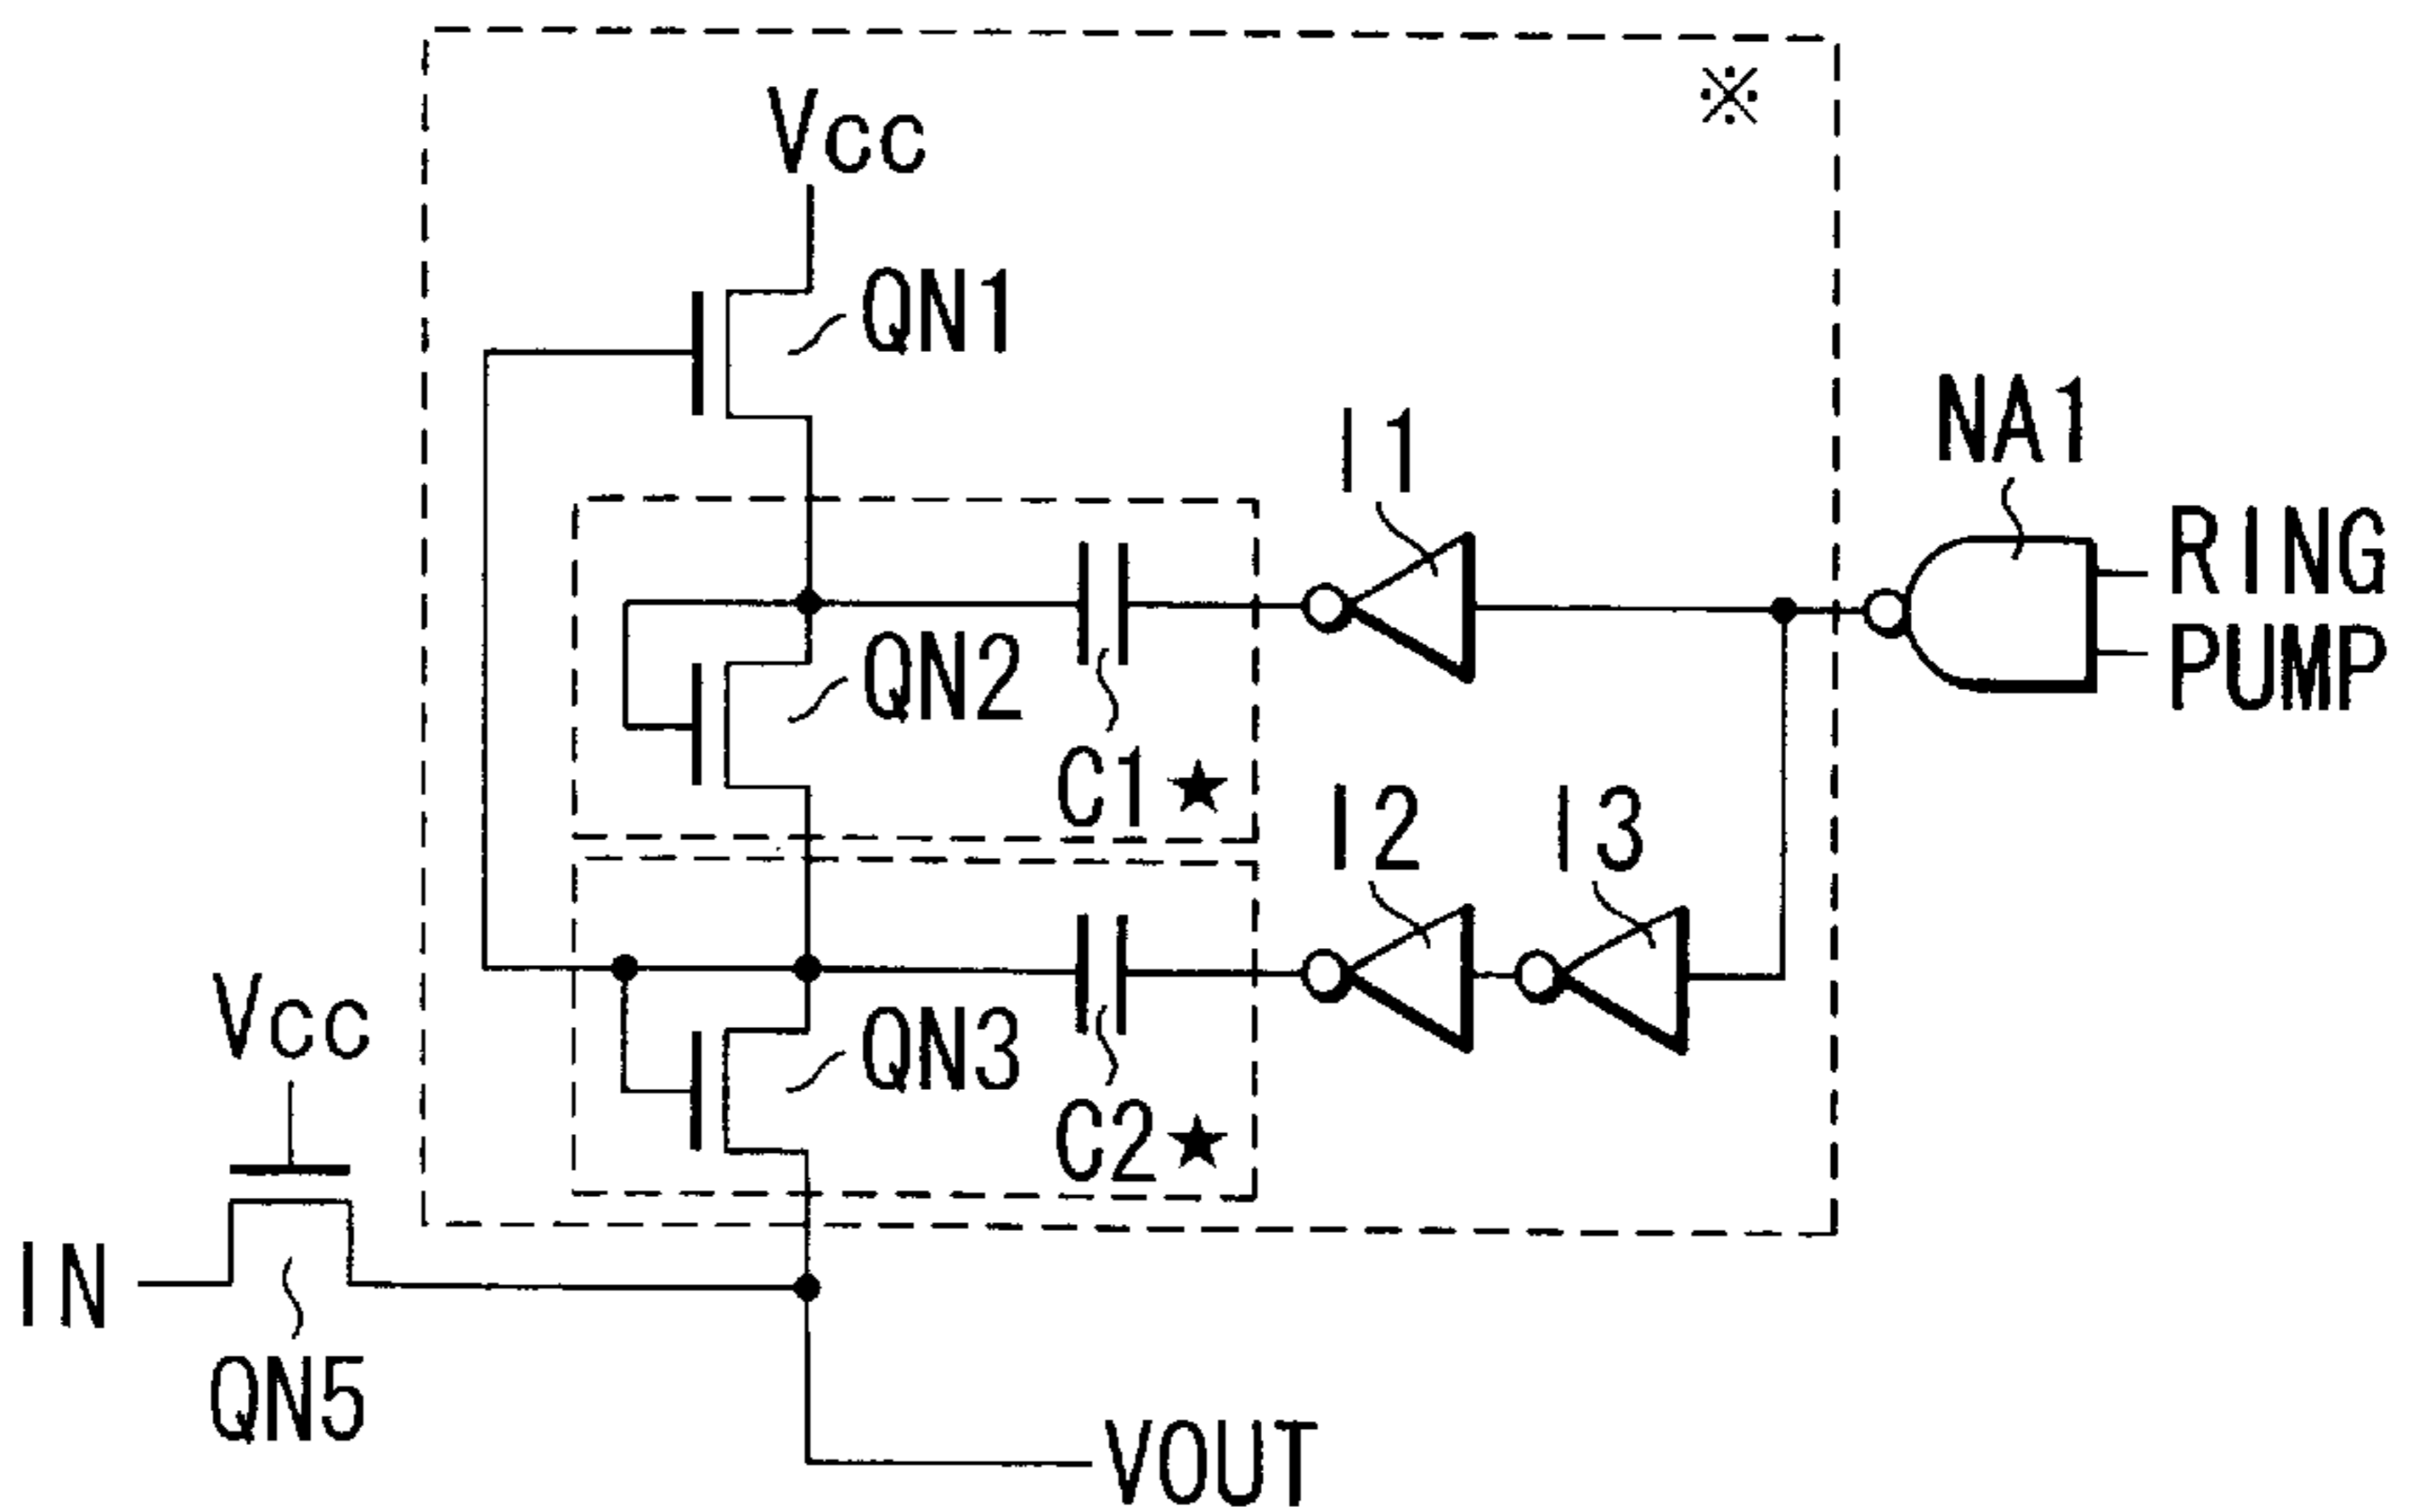 ※
Vcc
QN1
I1
NA1
RING
PUMP
QN2
C1★
I2
I3
Vcc
QN3
C2★
IN
QN5
VOUT